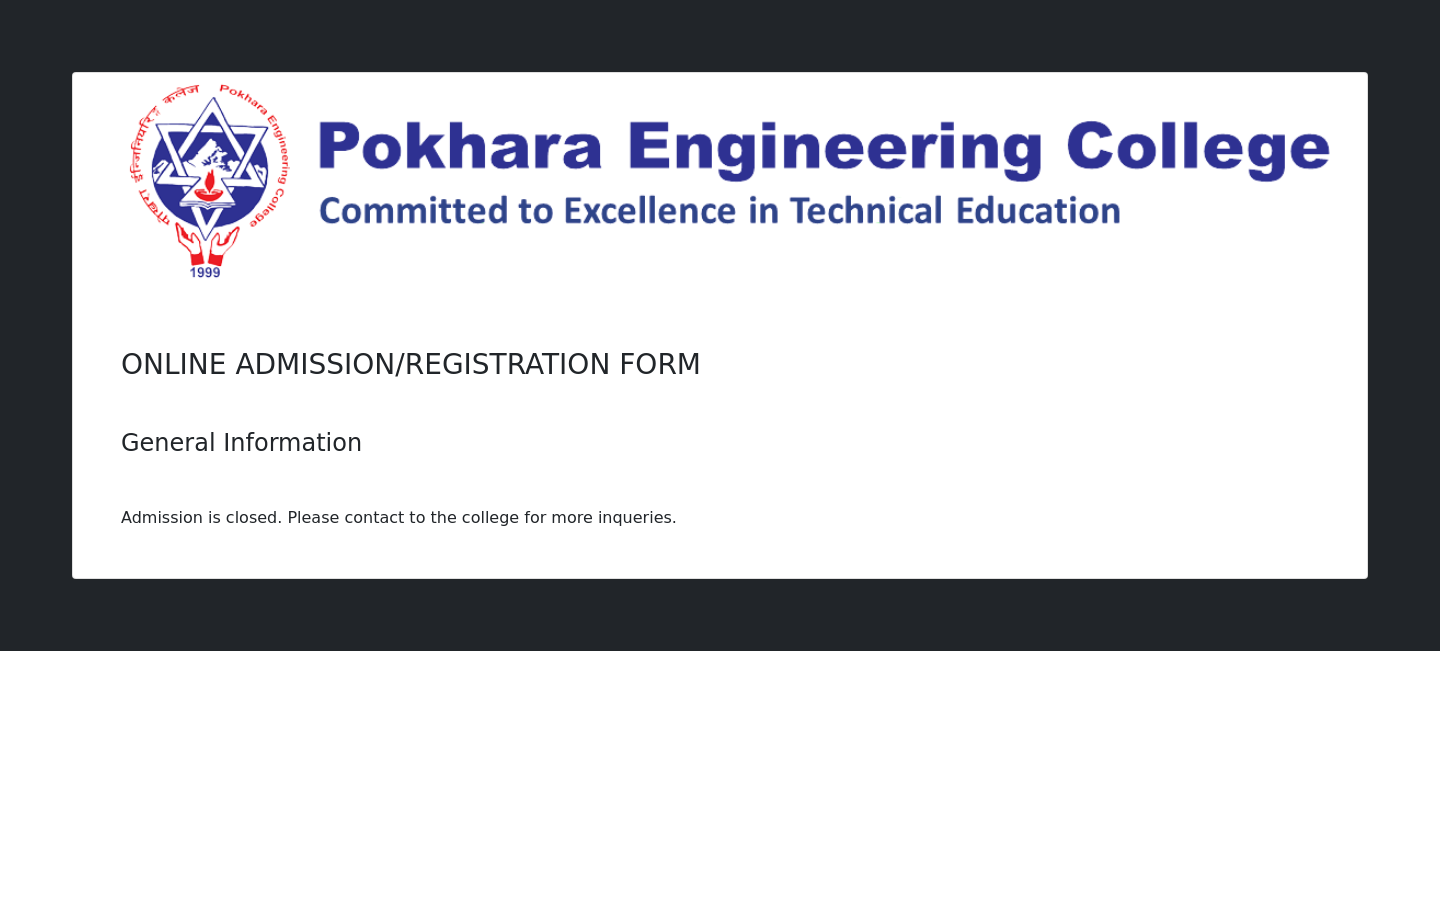 पोखरा ईन्जिनियरिङ्ग कलेज
Pokhara Engineering College
1999
Pokhara Engineering College
Committed to Excellence in Technical Education
ONLINE ADMISSION/REGISTRATION FORM
General Information
Admission is closed. Please contact to the college for more inqueries.